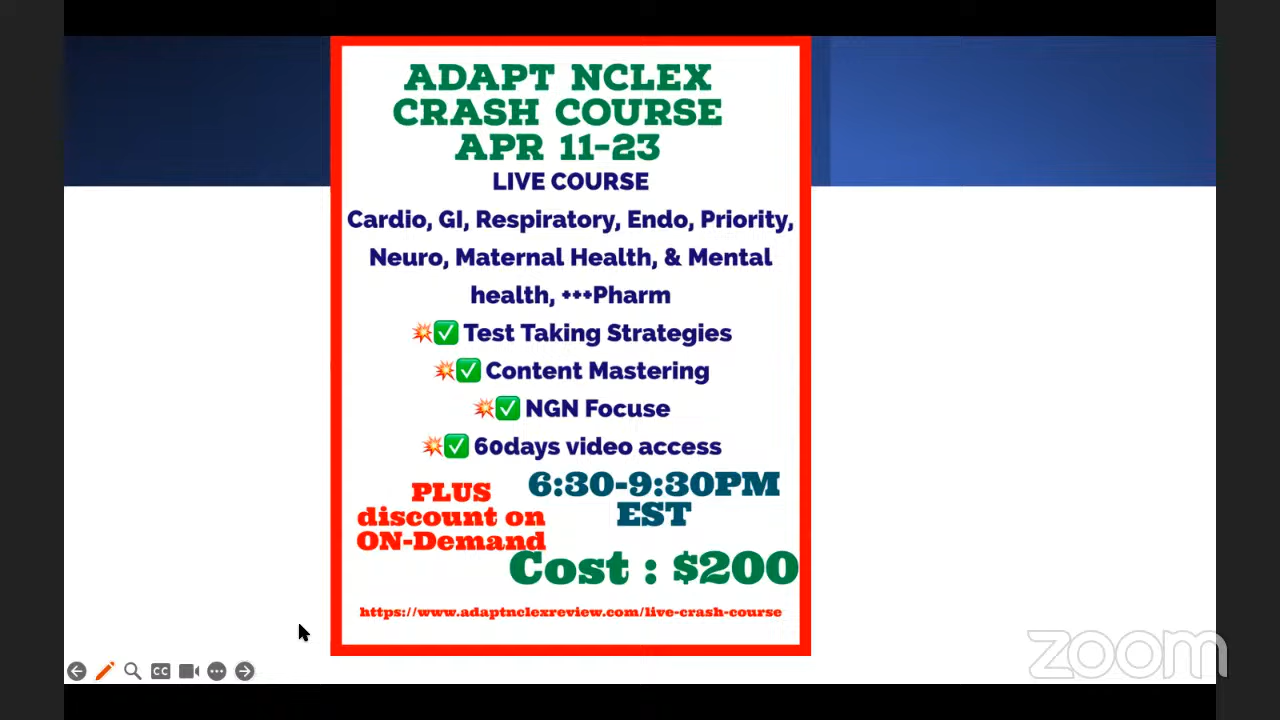 ADAPT NCLEX
CRASH COURSE
APR 11-23
LIVE COURSE
Cardio, GI, Respiratory, Endo, Priority,
Neuro, Maternal Health, & Mental
health, +++Pharm
💥✅ Test Taking Strategies
💥✅ Content Mastering
💥✅ NGN Focuse
💥✅ 60days video access
PLUS
discount on
ON-Demand
6:30-9:30PM
EST
Cost : $200
https://www.adaptnclexreview.com/live-crash-course
CC
zoom